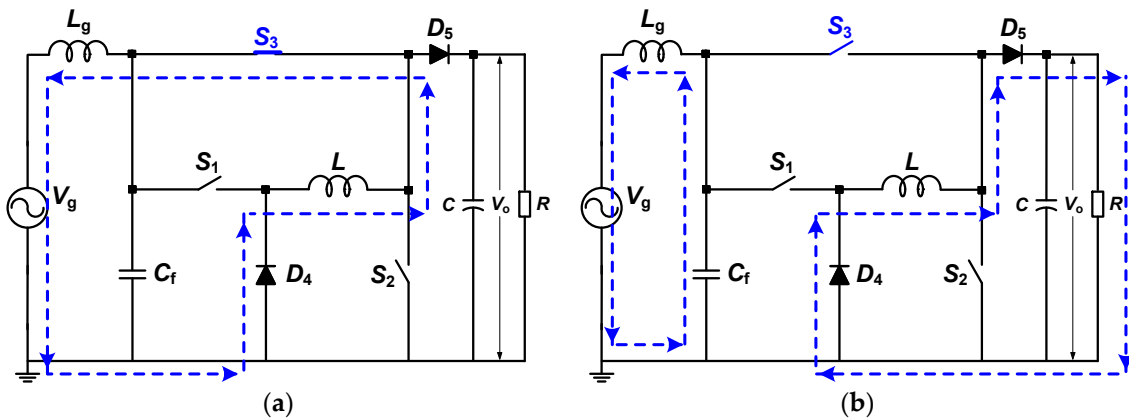 Lg S3 D5
S1 L
Vg C Vo R
Cf D4 S2
(a)
Lg S3 D5
S1 L
Vg C Vo R
Cf D4 S2
(b)